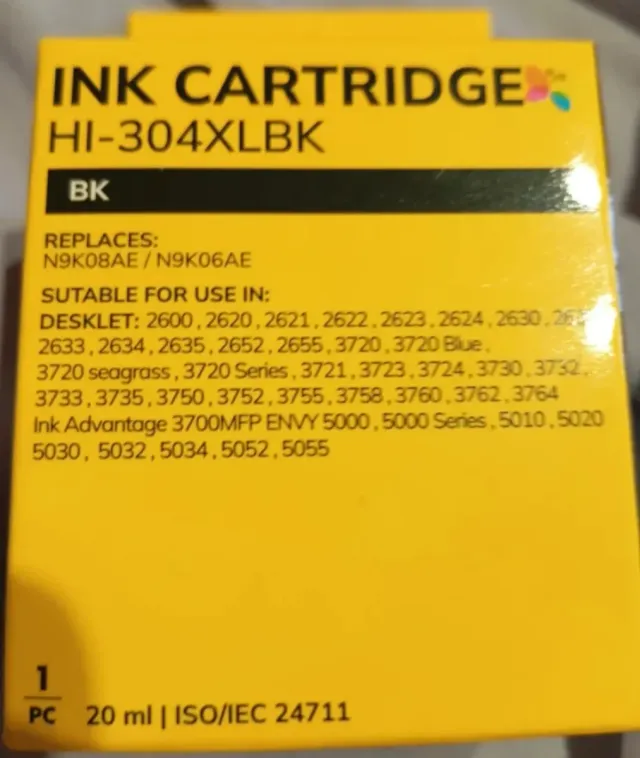 INK CARTRIDGE
HI-304XLBK
BK
REPLACES:
N9K08AE / N9K06AE
SUTABLE FOR USE IN:
DESKLET: 2600 , 2620 , 2621 , 2622 , 2623 , 2624 , 2630 ,
2633 , 2634 , 2635 , 2652 , 2655 , 3720 , 3720 Blue ,
3720 seagrass , 3720 Series , 3721 , 3723 , 3724 , 3730 , 3732 ,
3733 , 3735 , 3750 , 3752 , 3755 , 3758 , 3760 , 3762 , 3764
Ink Advantage 3700MFP ENVY 5000 , 5000 Series , 5010 , 5020
5030 , 5032 , 5034 , 5052 , 5055
1
PC
20 ml | ISO/IEC 24711